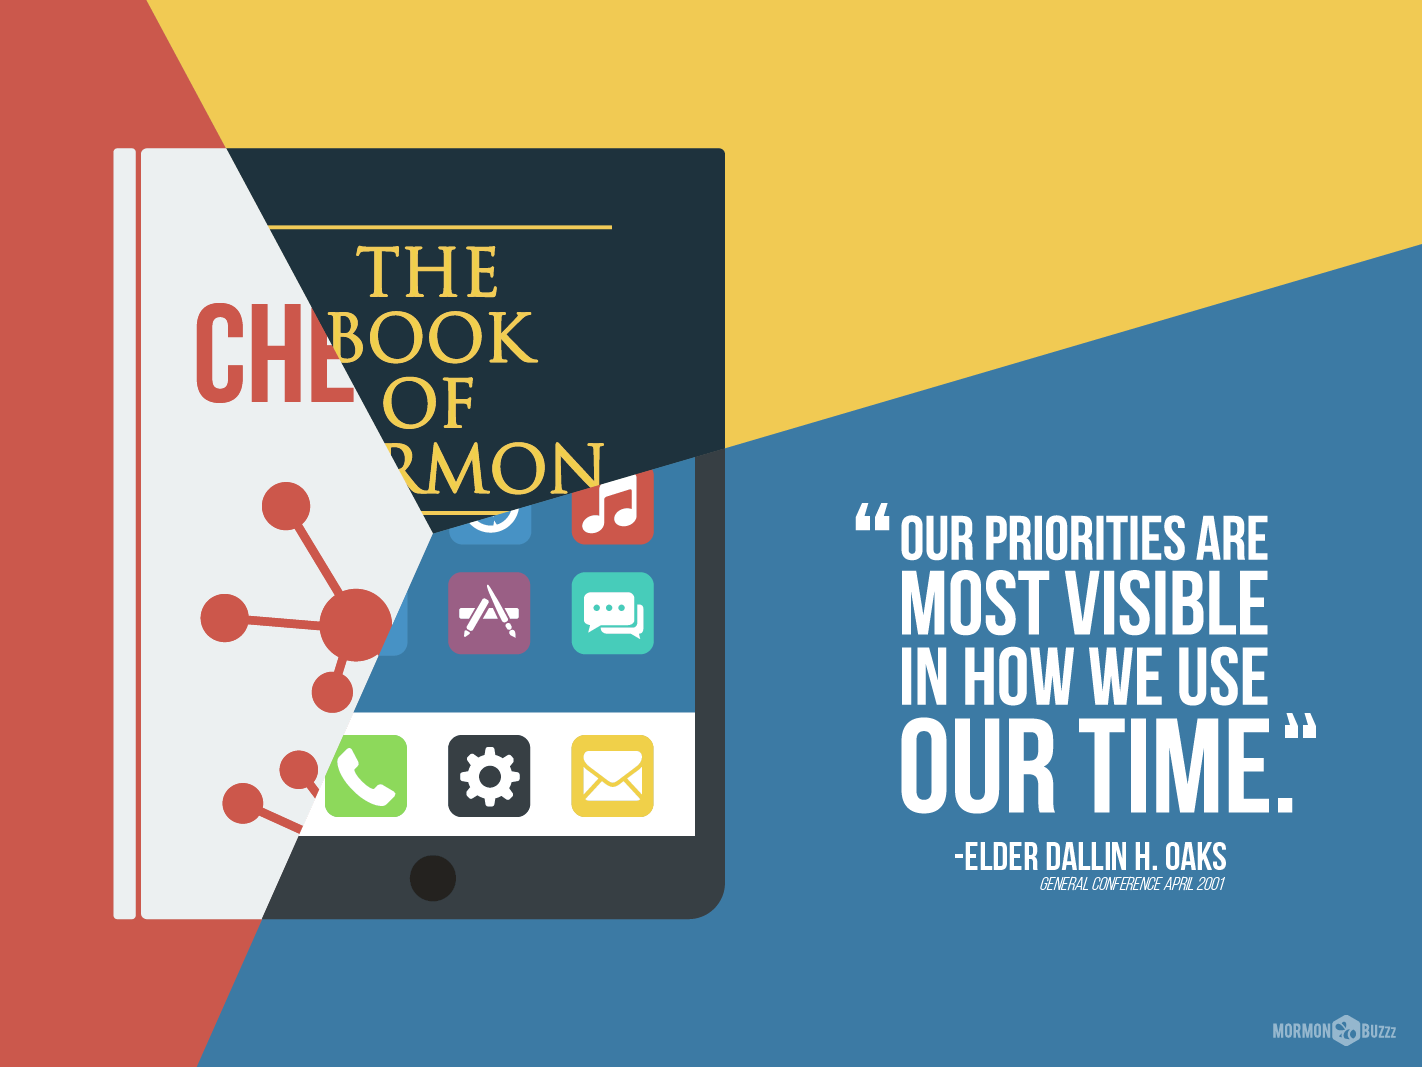 CHE
THE
BOOK
OF
RMON
“OUR PRIORITIES ARE
MOST VISIBLE
IN HOW WE USE
OUR TIME.“
-ELDER DALLIN H. OAKS
GENERAL CONFERENCE APRIL 2001
MORMON BUZZZ